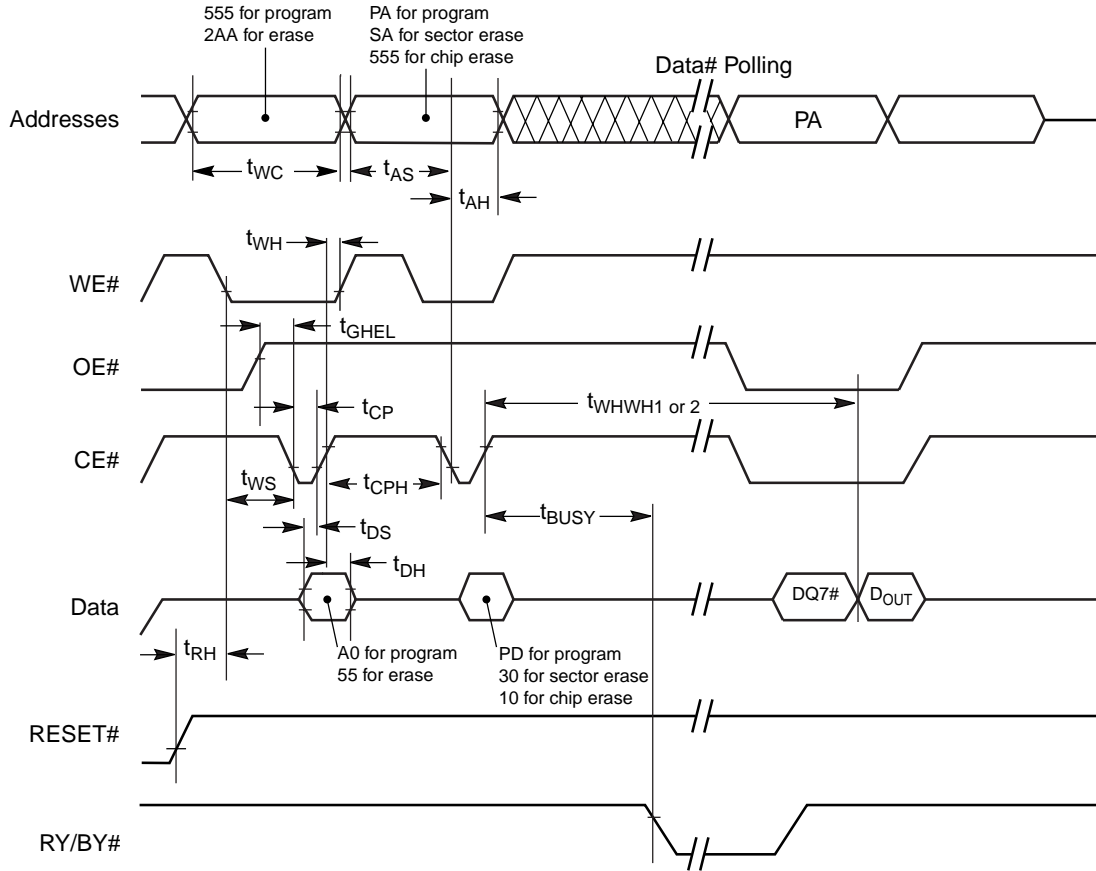 555 for program
2AA for erase
PA for program
SA for sector erase
555 for chip erase
Data# Polling
Addresses
PA
tWC
tAS
tAH
tWH
WE#
tGHEL
OE#
tWHWH1 or 2
tCP
CE#
tWS
tCPH
tBUSY
tDS
tDH
Data
DQ7#
DOUT
tRH
A0 for program
55 for erase
PD for program
30 for sector erase
10 for chip erase
RESET#
RY/BY#